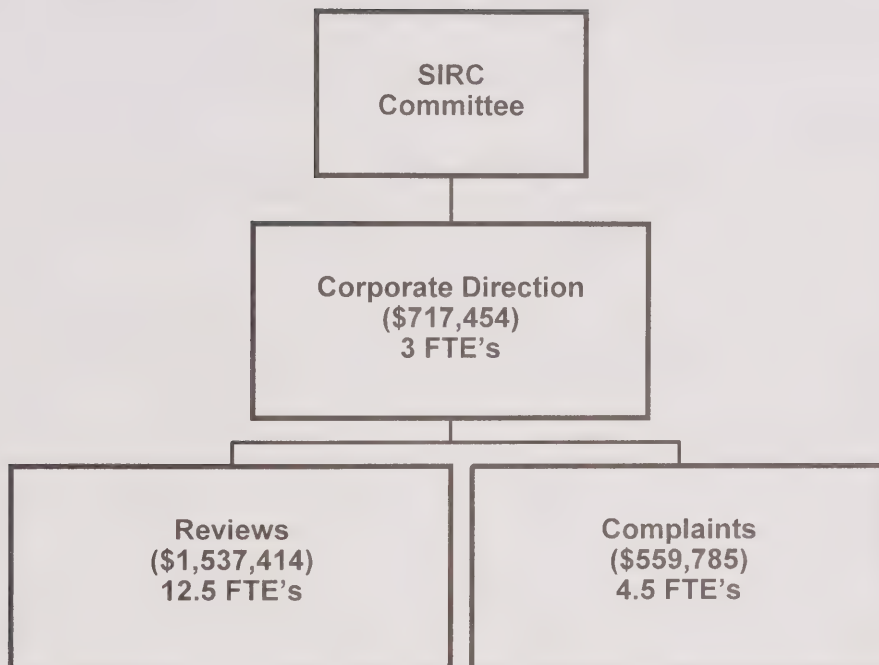 SIRC
Committee
Corporate Direction
($717,454)
3 FTE's
Reviews
($1,537,414)
12.5 FTE's
Complaints
($559,785)
4.5 FTE's